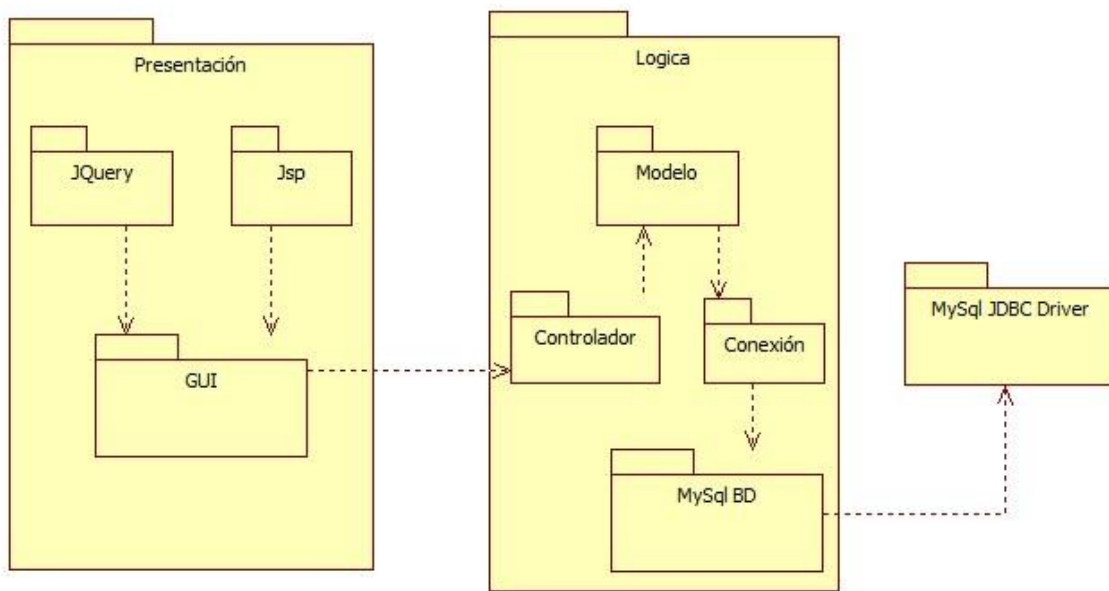 Presentación
JQuery
Jsp
GUI
Logica
Modelo
Controlador
Conexión
MySql BD
MySql JDBC Driver